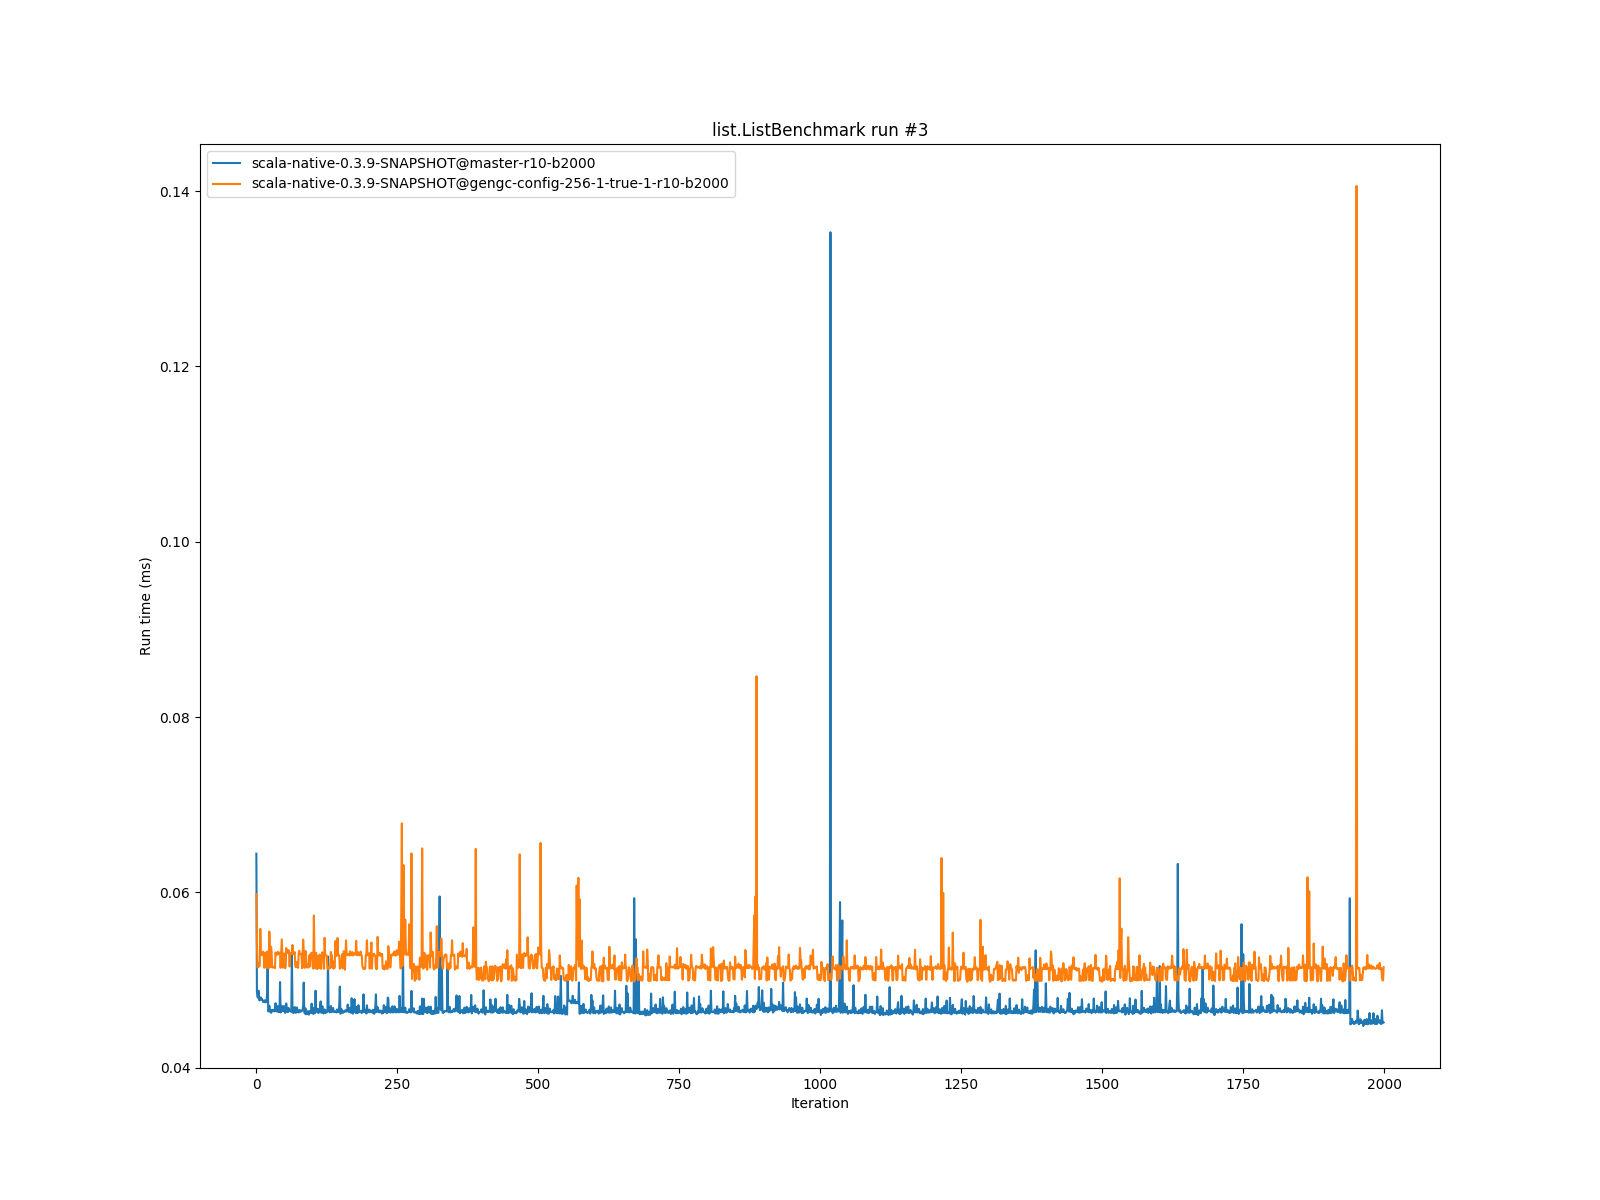 list.ListBenchmark run #3
scala-native-0.3.9-SNAPSHOT@master-r10-b2000
scala-native-0.3.9-SNAPSHOT@gengc-config-256-1-true-1-r10-b2000
0.14
0.12
0.10
0.08
0.06
0.04
Run time (ms)
0 250 500 750 1000 1250 1500 1750 2000
Iteration